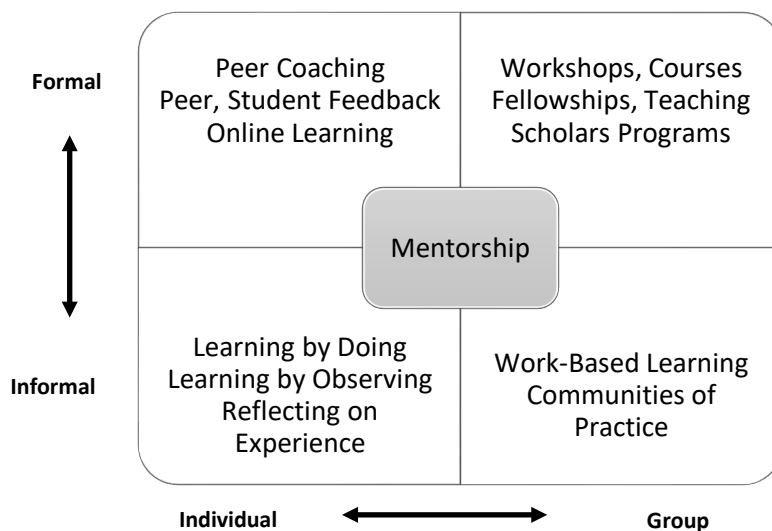 Formal
Peer Coaching
Peer, Student Feedback
Online Learning
Workshops, Courses
Fellowships, Teaching
Scholars Programs
Mentorship
Informal
Learning by Doing
Learning by Observing
Reflecting on
Experience
Work-Based Learning
Communities of
Practice
Individual
Group